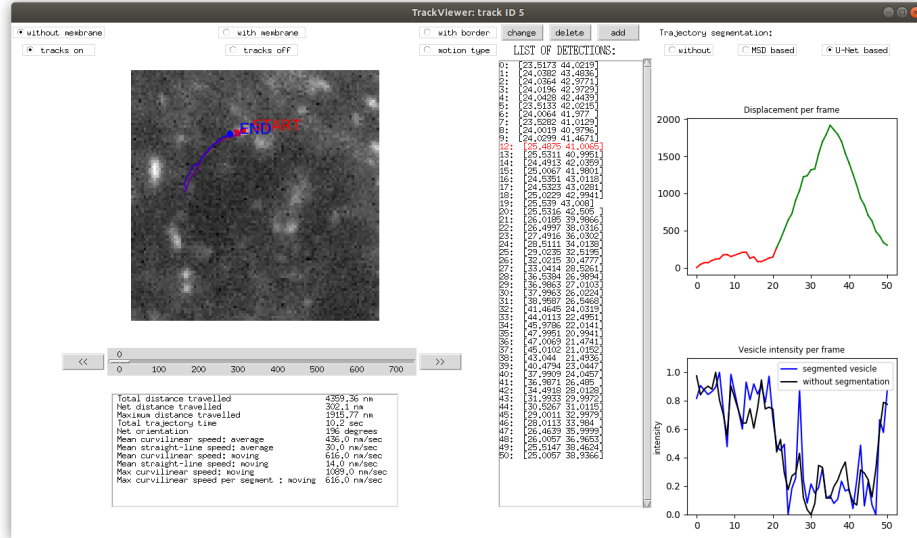 TrackViewer: track ID 5
without membrane
with membrane
with border
change
delete
add
Trajectory segmentation:
tracks on
tracks off
motion type
LIST OF DETECTIONS:
without
MSD based
U-Net based
0: [23.5173 44.0219]
1: [24.0382 43.4836]
2: [24.0364 42.9771]
3: [24.0196 42.9729]
4: [24.0428 42.4439]
5: [23.5133 42.0215]
6: [24.0064 41.977 ]
7: [23.5282 41.0129]
8: [24.0019 40.9796]
9: [24.0299 41.4671]
12: [25.4875 41.0065]
13: [25.5311 40.9951]
14: [24.4913 42.0359]
15: [25.0067 41.9801]
16: [24.5351 43.0118]
17: [24.5323 43.0281]
18: [25.0229 42.9941]
19: [25.539 43.008]
20: [25.5316 42.505 ]
21: [26.0185 39.9866]
22: [26.4997 38.0316]
23: [27.4916 36.0302]
24: [28.5111 34.0138]
25: [29.0235 32.5195]
26: [32.0215 30.4777]
27: [33.0414 28.5261]
28: [36.5384 26.9894]
29: [36.9863 27.0103]
30: [37.9963 26.0224]
31: [38.9587 26.5468]
32: [41.4645 24.0319]
33: [44.0113 22.4951]
34: [45.9786 22.0141]
35: [47.9951 20.9941]
36: [47.0069 21.4741]
37: [45.0102 21.0152]
38: [43.044 21.4936]
39: [40.4794 23.0447]
40: [37.9909 24.0457]
41: [36.9871 26.485 ]
42: [34.4918 28.0128]
43: [31.9933 29.9972]
44: [30.5267 31.0115]
45: [29.0011 32.9979]
46: [28.0113 33.984 ]
47: [26.4639 35.9999]
48: [26.0057 36.9653]
49: [25.5147 38.4624]
50: [25.0057 38.9366]
END
START
<<
0
>>
0 100 200 300 400 500 600 700
Total distance travelled 4359.36 nm
Net distance travelled 302.1 nm
Maximum distance travelled 1915.77 nm
Total trajectory time 10.2 sec
Net orientation 196 degrees
Mean curvilinear speed: average 436.0 nm/sec
Mean straight-line speed: average 30.0 nm/sec
Mean curvilinear speed: moving 616.0 nm/sec
Mean straight-line speed: moving 14.0 nm/sec
Max curvilinear speed: moving 1089.0 nm/sec
Max curvilinear speed per segment : moving 616.0 nm/sec
Displacement per frame
2000
1500
1000
500
0
0 10 20 30 40 50
Vesicle intensity per frame
segmented vesicle
without segmentation
intensity
1.0
0.8
0.6
0.4
0.2
0.0
0 10 20 30 40 50